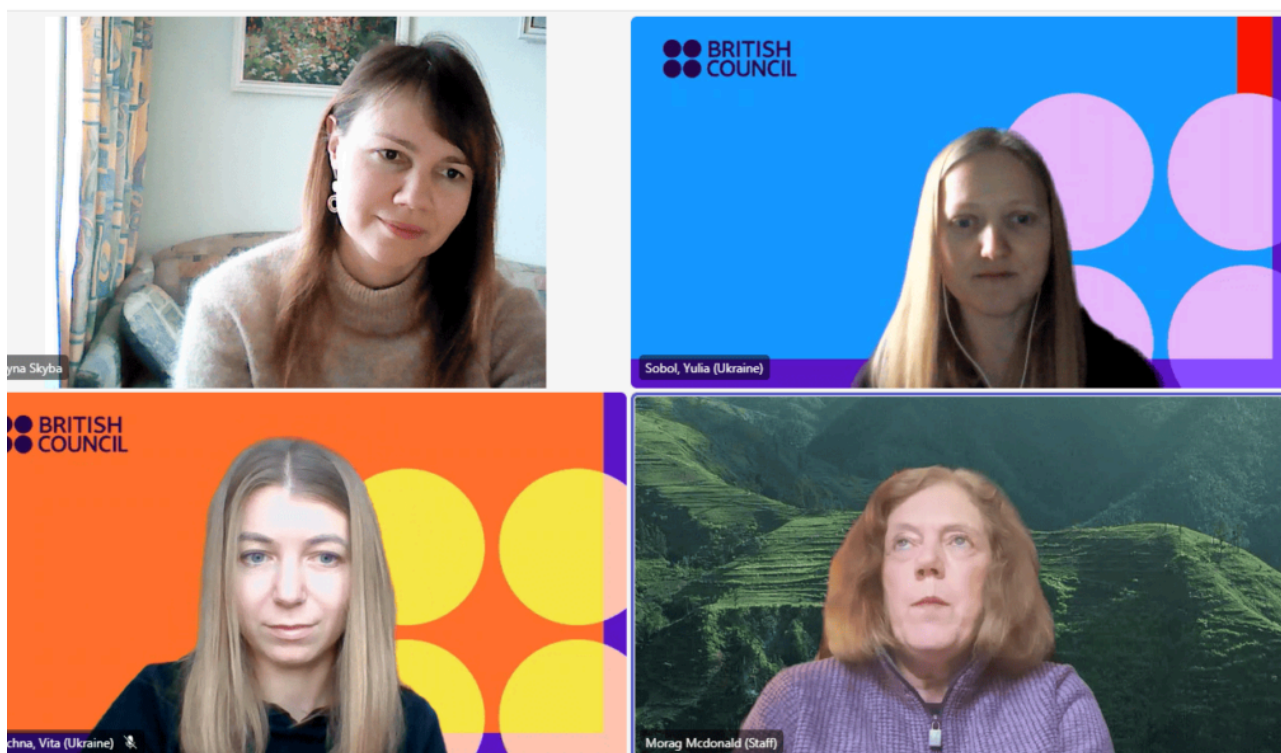 BRITISH
COUNCIL
yna Skyba
Sobol, Yulia (Ukraine)
BRITISH
COUNCIL
chna, Vita (Ukraine)
Morag Mcdonald (Staff)